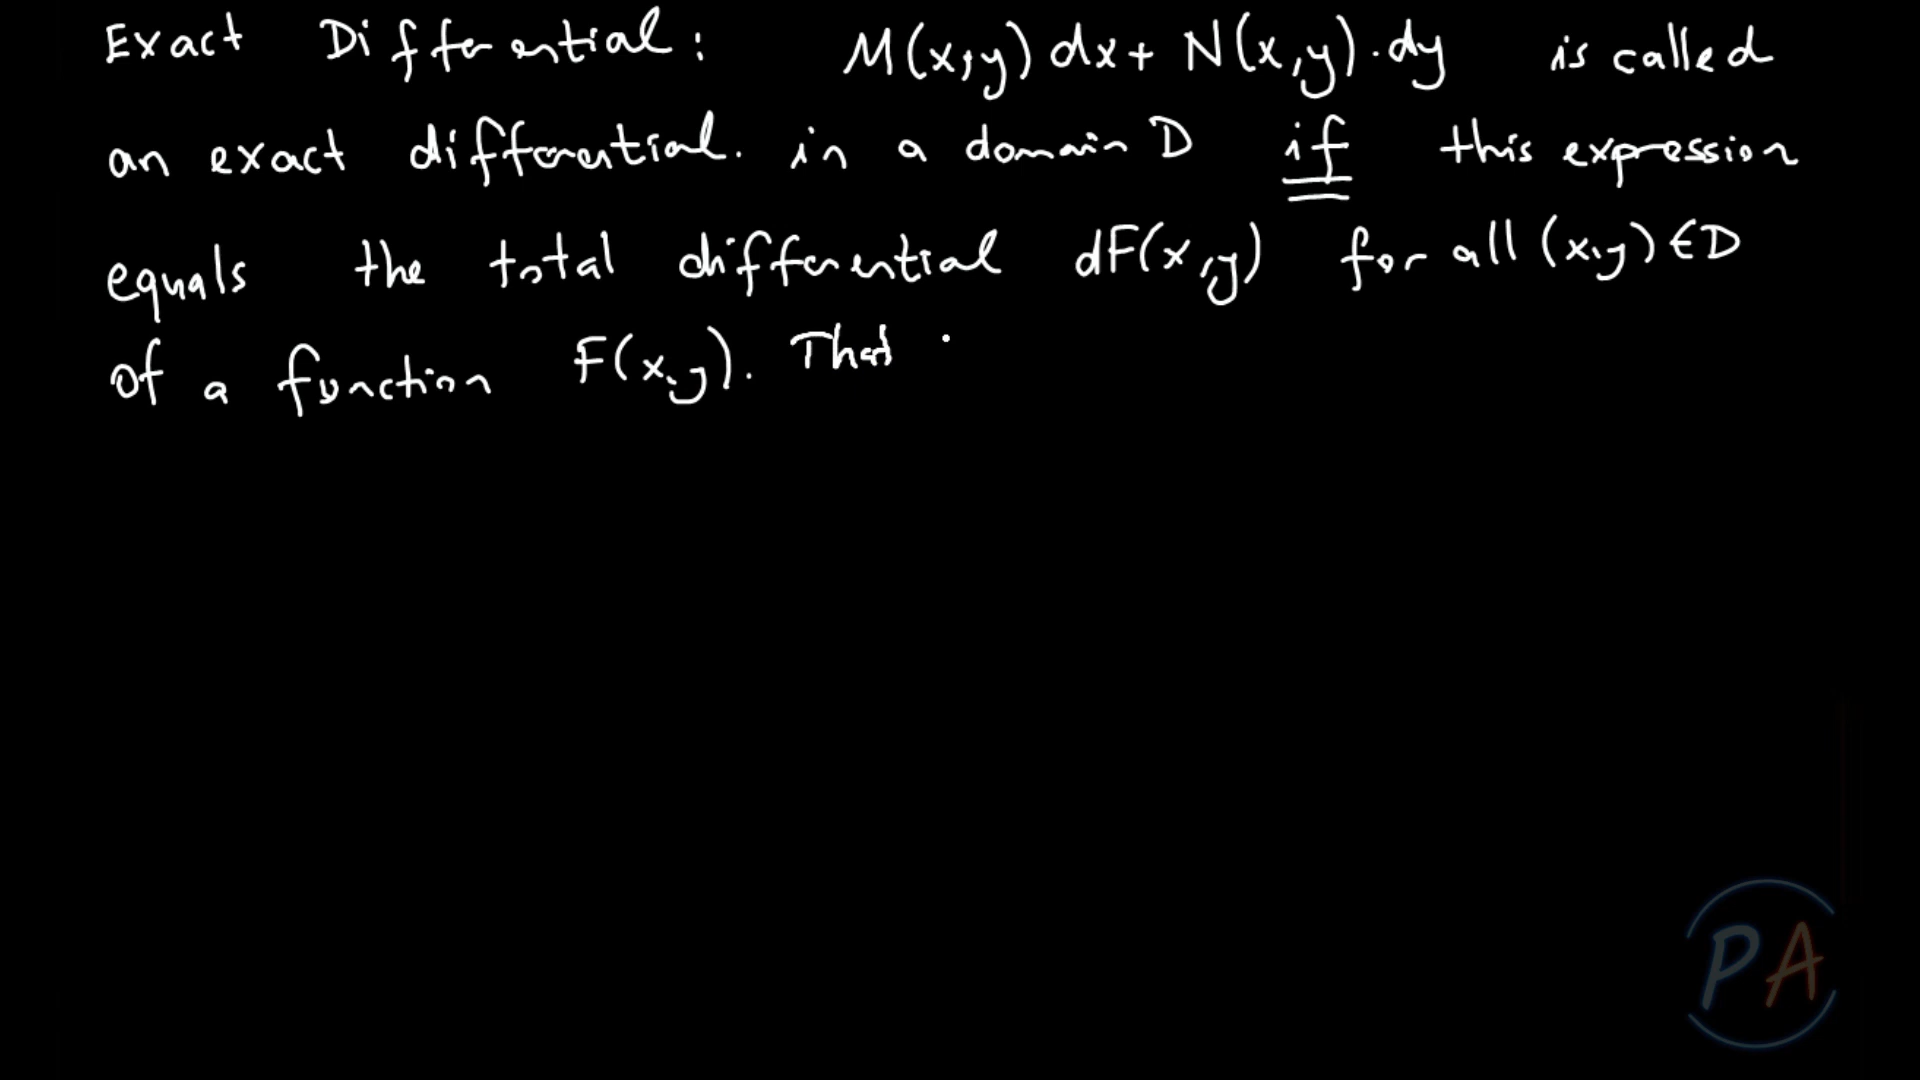 Exact Differential: M(x,y) dx + N(x,y).dy is called
an exact differential. in a domain D if this expression
equals the total differential dF(x,y) for all (x,y) ∈ D
of a function F(x,y). That
PA